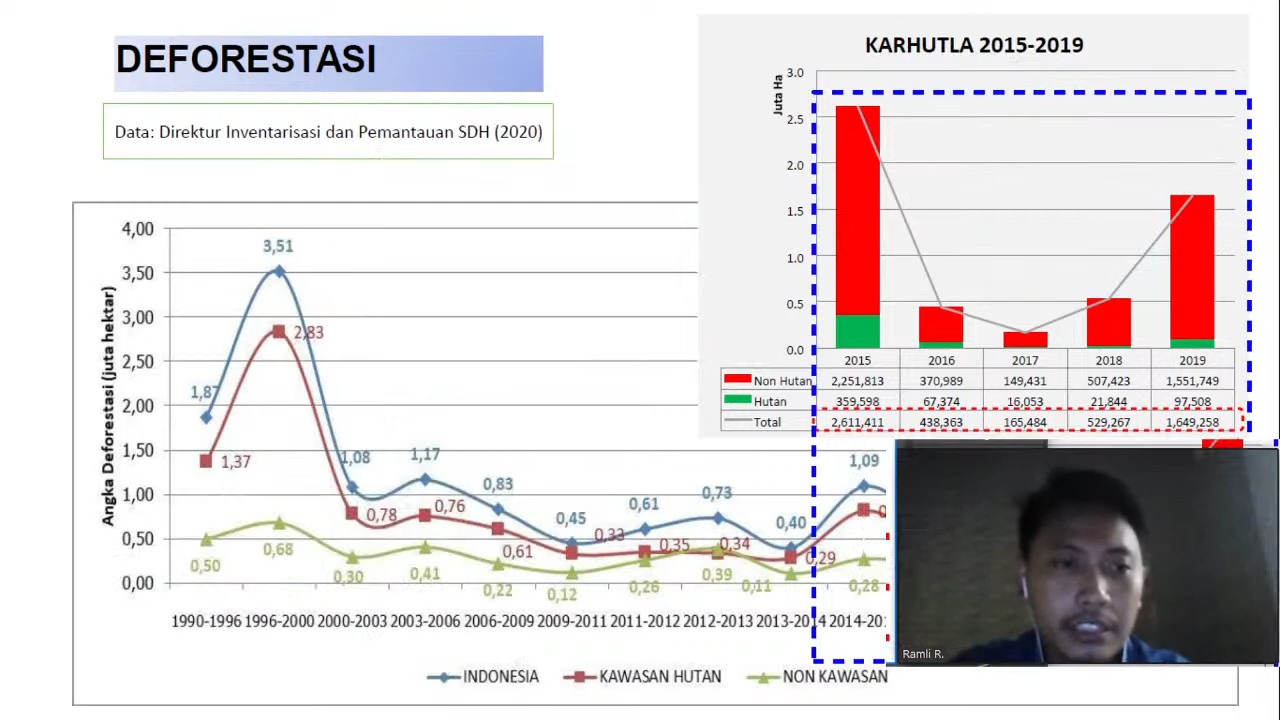 DEFORESTASI
Data: Direktur Inventarisasi dan Pemantauan SDH (2020)
KARHUTLA 2015-2019
Juta Ha
3.0
2.5
2.0
1.5
1.0
0.5
0.0
2015 2016 2017 2018 2019
Non Hutan 2,251,813 370,989 149,431 507,423 1,551,749
Hutan 359,598 67,374 16,053 21,844 97,508
Total 2,611,411 438,363 165,484 529,267 1,649,258
Angka Deforestasi (juta hektar)
4,00
3,50
3,00
2,50
2,00
1,50
1,00
0,50
0,00
1,87 3,51 1,08 1,17 0,83 0,45 0,61 0,73 0,40 1,09
1,37 2,83 0,78 0,76 0,61 0,33 0,35 0,34 0,29
0,50 0,68 0,30 0,41 0,22 0,12 0,26 0,39 0,11 0,28
1990-1996 1996-2000 2000-2003 2003-2006 2006-2009 2009-2011 2011-2012 2012-2013 2013-2014
INDONESIA KAWASAN HUTAN NON KAWASAN
Ramli R.